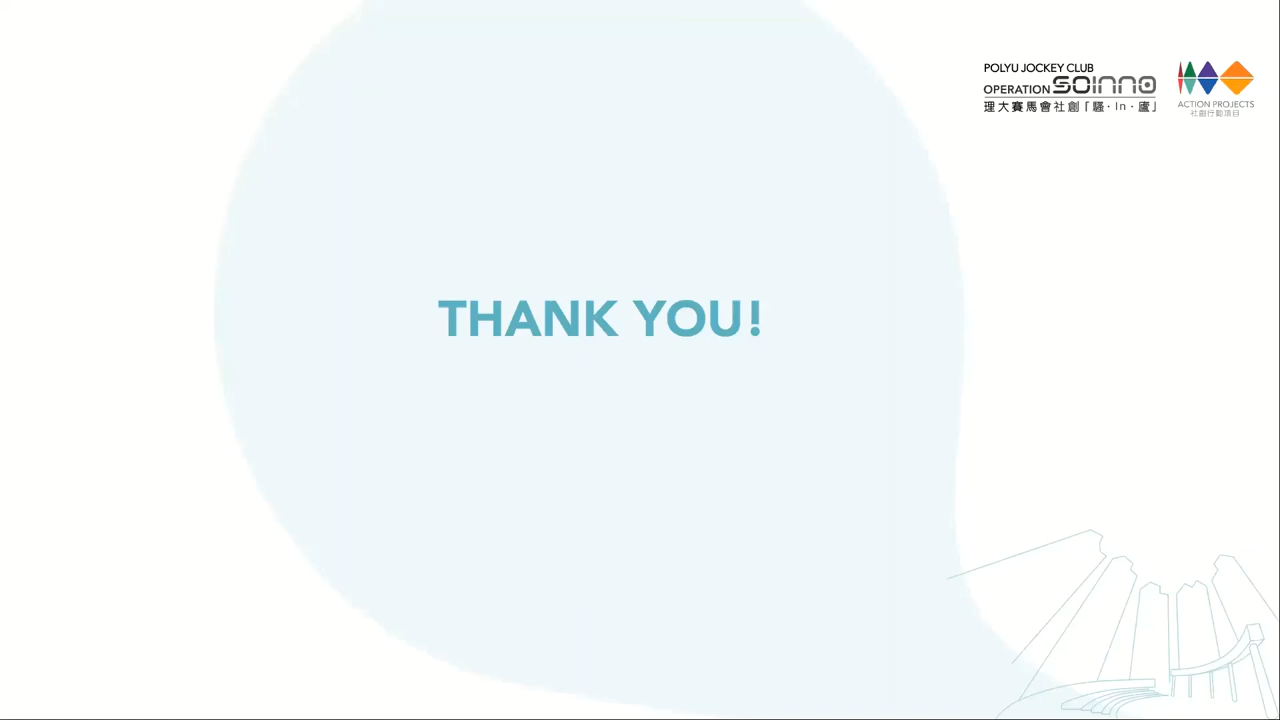 POLYU JOCKEY CLUB
OPERATION SOINNO
理大賽馬會社創「騷·In·廬」
ACTION PROJECTS
社創行動項目
THANK YOU!